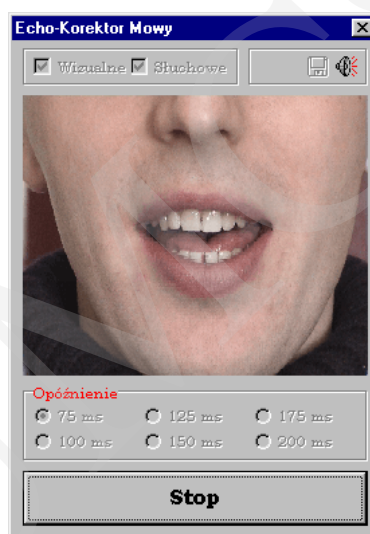 Echo-Korektor Mowy
Wizualne Słuchowe
Opóźnienie
75 ms 125 ms 175 ms
100 ms 150 ms 200 ms
Stop